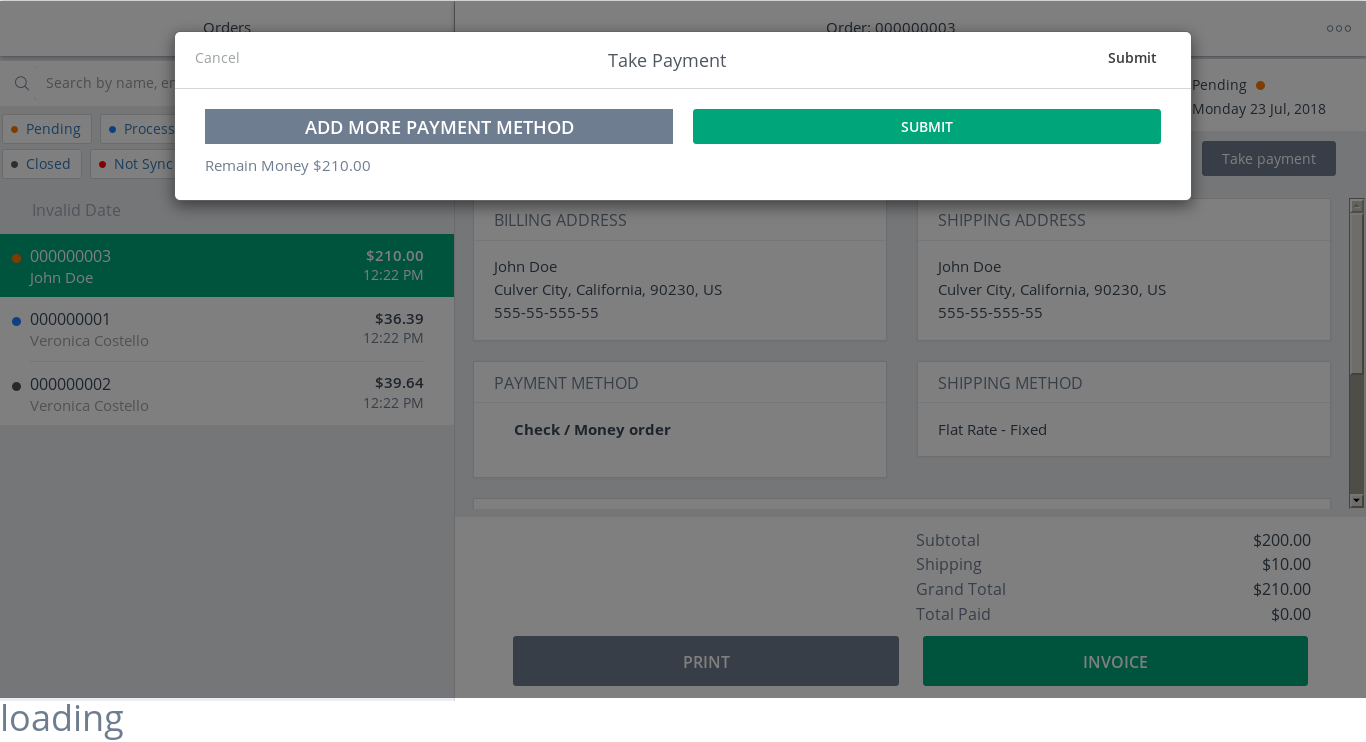 Orders
Order: 000000003
Cancel
Take Payment
Submit
Search by name, em
Pending
Monday 23 Jul, 2018
ADD MORE PAYMENT METHOD
SUBMIT
Pending
Process
Remain Money $210.00
Closed
Not Sync
Take payment
Invalid Date
000000003
$210.00
John Doe
12:22 PM
000000001
$36.39
Veronica Costello
12:22 PM
000000002
$39.64
Veronica Costello
12:22 PM
BILLING ADDRESS
John Doe
Culver City, California, 90230, US
555-55-555-55
SHIPPING ADDRESS
John Doe
Culver City, California, 90230, US
555-55-555-55
PAYMENT METHOD
Check / Money order
SHIPPING METHOD
Flat Rate - Fixed
Subtotal $200.00
Shipping $10.00
Grand Total $210.00
Total Paid $0.00
PRINT
INVOICE
loading